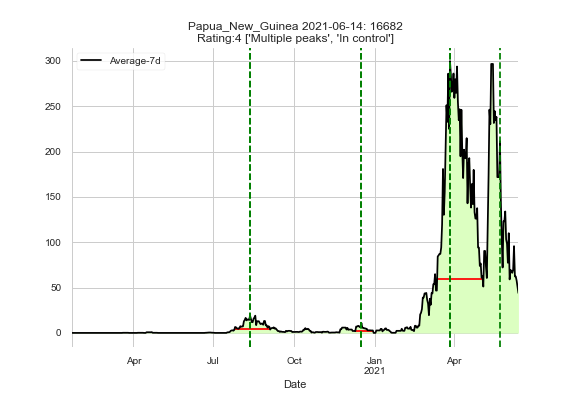 Papua_New_Guinea 2021-06-14: 16682
Rating:4 ['Multiple peaks', 'In control']
Average-7d
300
250
200
150
100
50
0
Apr
Jul
Oct
Jan
2021
Apr
Date